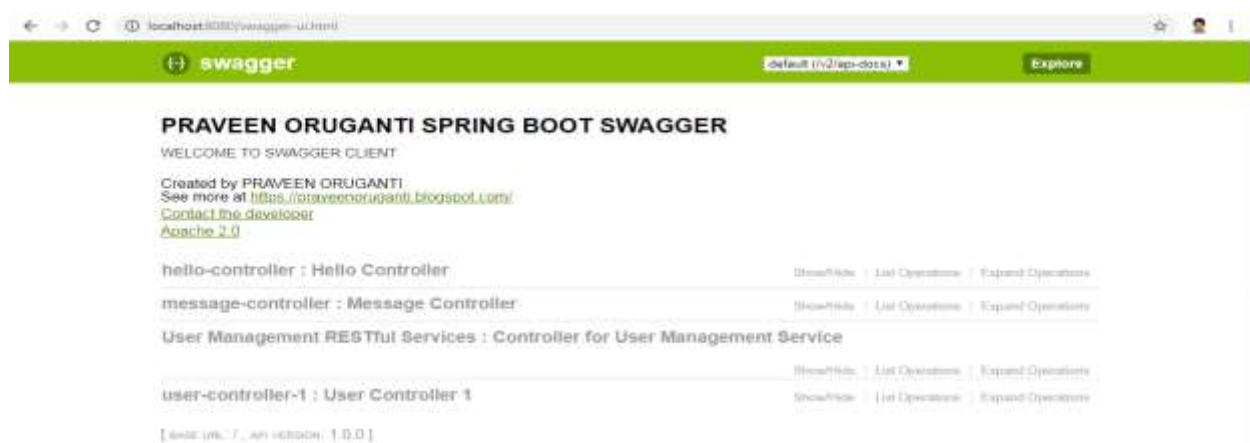 localhost:8080/swagger-ui.html
{···} swagger
default (/v2/api-docs)
Explore
PRAVEEN ORUGANTI SPRING BOOT SWAGGER
WELCOME TO SWAGGER CLIENT
Created by PRAVEEN ORUGANTI
See more at https://praveenoruganti.blogspot.com/
Contact the developer
Apache 2.0
hello-controller : Hello Controller
Show/Hide | List Operations | Expand Operations
message-controller : Message Controller
Show/Hide | List Operations | Expand Operations
User Management RESTful Services : Controller for User Management Service
Show/Hide | List Operations | Expand Operations
user-controller-1 : User Controller 1
Show/Hide | List Operations | Expand Operations
[ BASE URL: / , API VERSION: 1.0.0 ]